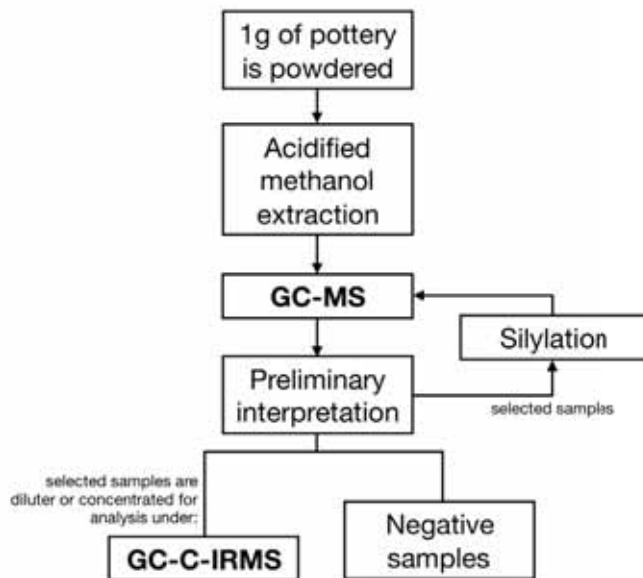 1g of pottery
is powdered
Acidified
methanol
extraction
GC-MS
Silylation
Preliminary
interpretation
selected samples
selected samples are
diluter or concentrated for
analysis under:
Negative
samples
GC-C-IRMS